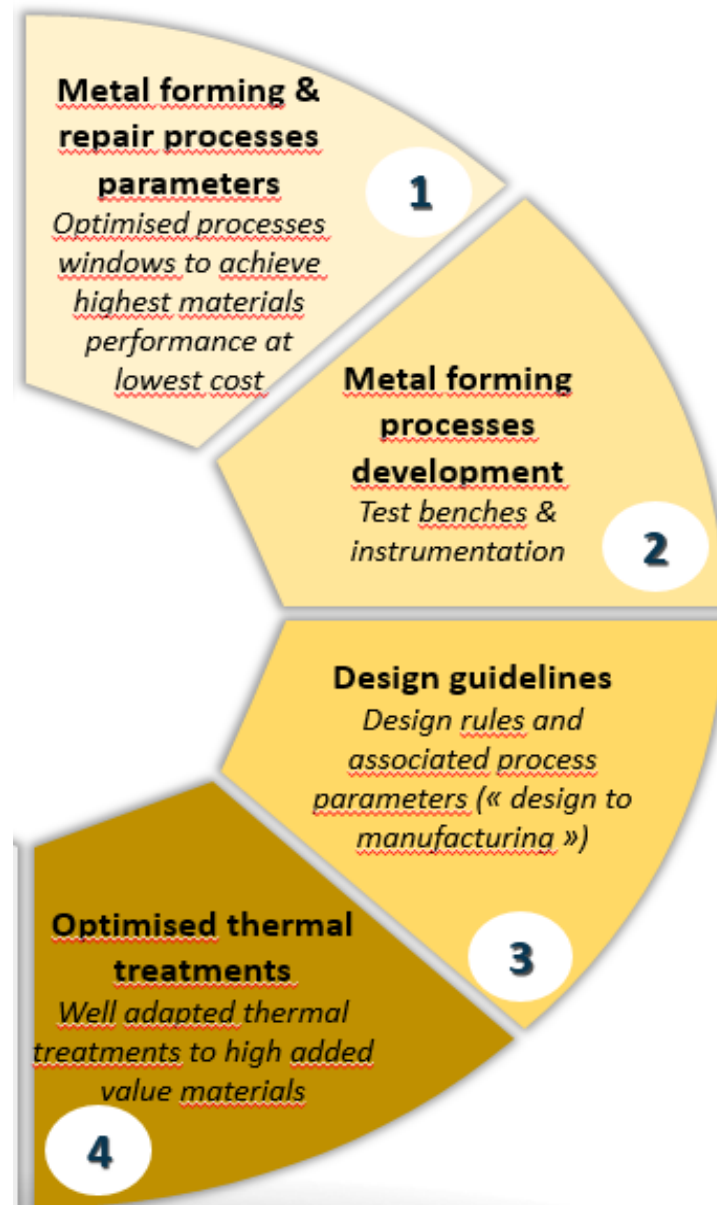 Metal forming &
repair processes
parameters
Optimised processes
windows to achieve
highest materials
performance at
lowest cost
1
Metal forming
processes
development
Test benches &
instrumentation
2
Design guidelines
Design rules and
associated process
parameters (« design to
manufacturing »)
3
Optimised thermal
treatments
Well adapted thermal
treatments to high added
value materials
4